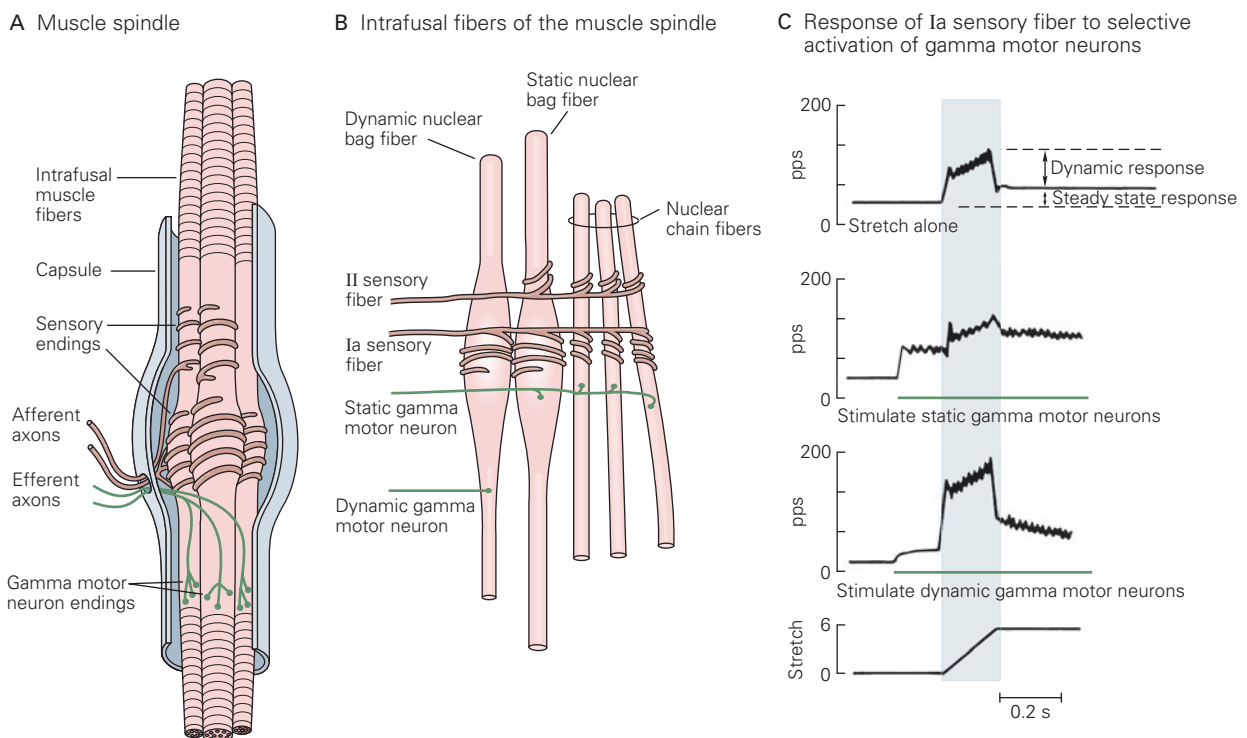 A Muscle spindle
Intrafusal
muscle
fibers
Capsule
Sensory
endings
Afferent
axons
Efferent
axons
Gamma motor
neuron endings
B Intrafusal fibers of the muscle spindle
Static nuclear
bag fiber
Dynamic nuclear
bag fiber
Nuclear
chain fibers
II sensory
fiber
Ia sensory
fiber
Static gamma
motor neuron
Dynamic gamma
motor neuron
C Response of Ia sensory fiber to selective
activation of gamma motor neurons
200
pps
0
Dynamic response
Steady state response
Stretch alone
200
pps
0
Stimulate static gamma motor neurons
200
pps
0
Stimulate dynamic gamma motor neurons
6
Stretch
0
0.2 s